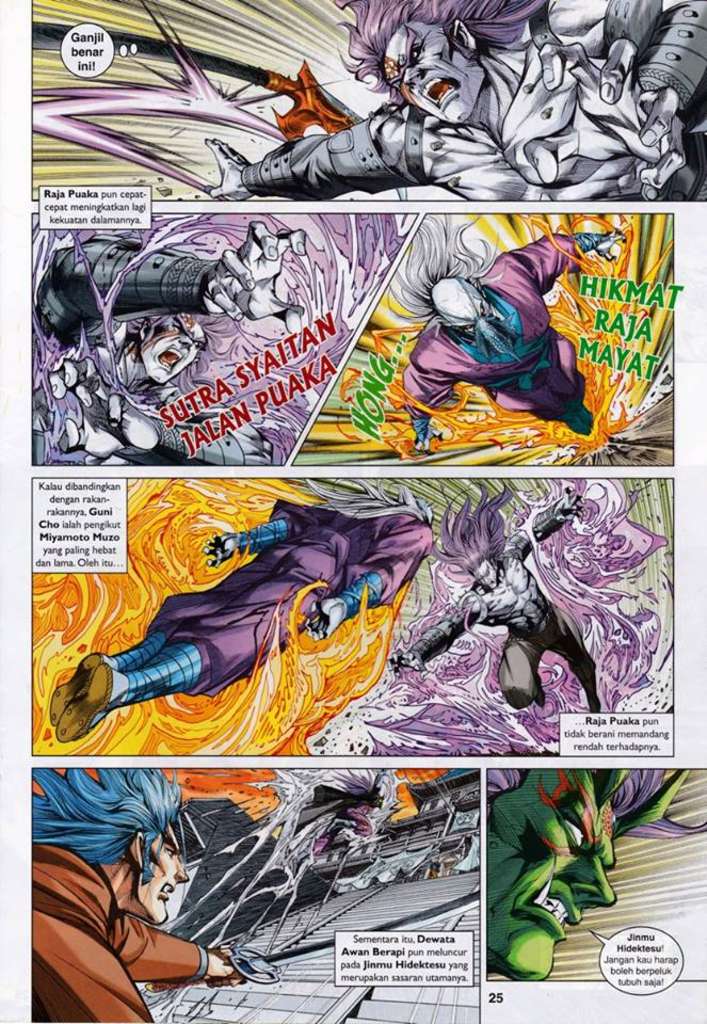 Ganjil
benar
ini!
Raja Puaka pun cepat-
cepat meningkatkan lagi
kekuatan dalamannya.
SUTRA SYAITAN
JALAN PUAKA
HONG...
HIKMAT
RAJA
MAYAT
Kalau dibandingkan
dengan rakan-
rakannya, Guni
Cho ialah pengikut
Miyamoto Muzo
yang paling hebat
dan lama. Oleh itu...
...Raja Puaka pun
tidak berani memandang
rendah terhadapnya.
Sementara itu, Dewata
Awan Berapi pun meluncur
pada Jinmu Hidektesu yang
merupakan sasaran utamanya.
Jinmu
Hidektesu!
Jangan kau harap
boleh berpeluk
tubuh saja!
25